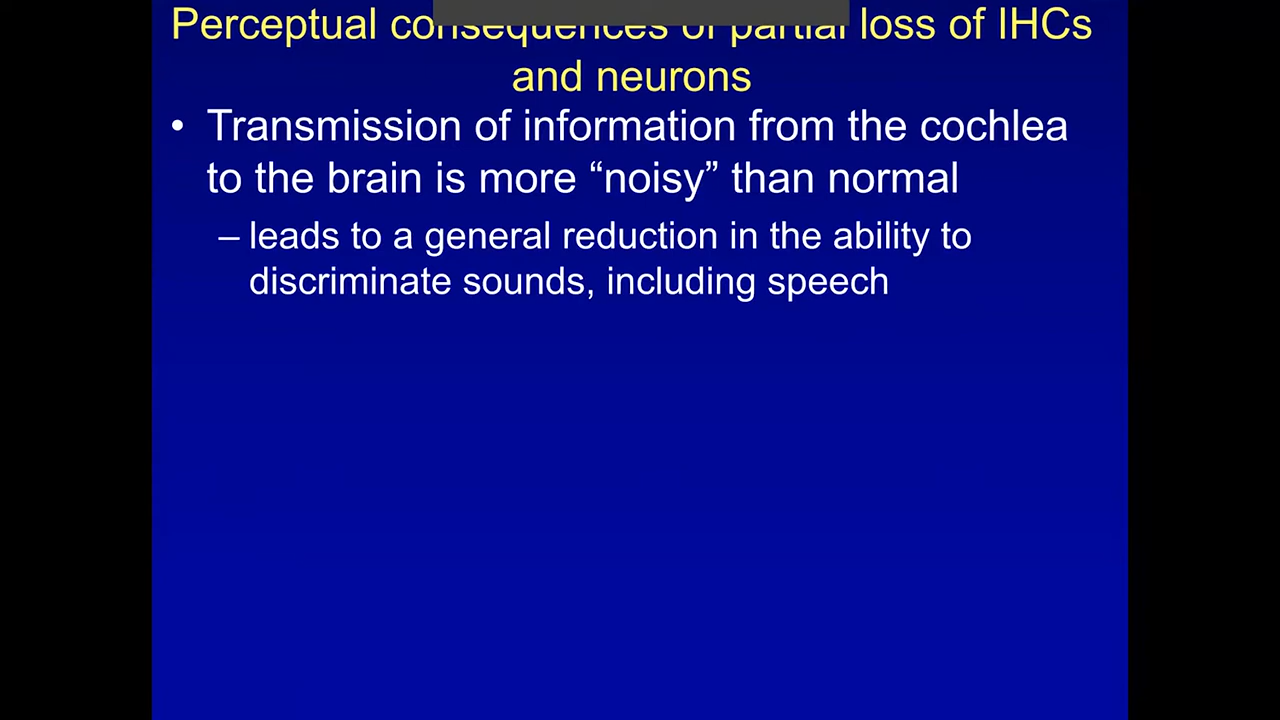 Perceptual consequences of partial loss of IHCs
and neurons
• Transmission of information from the cochlea
to the brain is more “noisy” than normal
– leads to a general reduction in the ability to
discriminate sounds, including speech